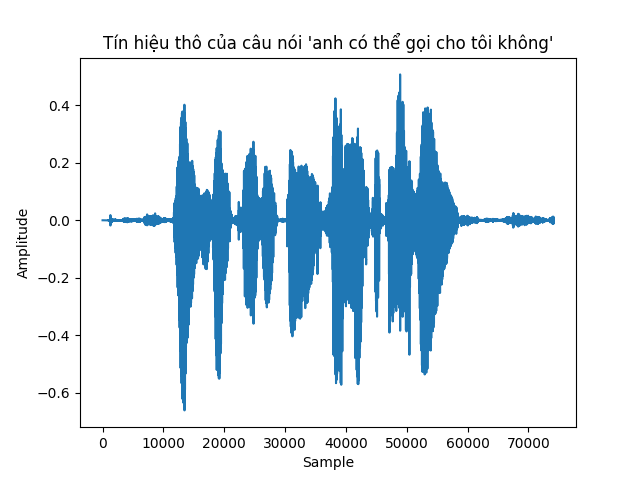 Tín hiệu thô của câu nói 'anh có thể gọi cho tôi không'
0.4
0.2
0.0
−0.2
−0.4
−0.6
Amplitude
0 10000 20000 30000 40000 50000 60000 70000
Sample